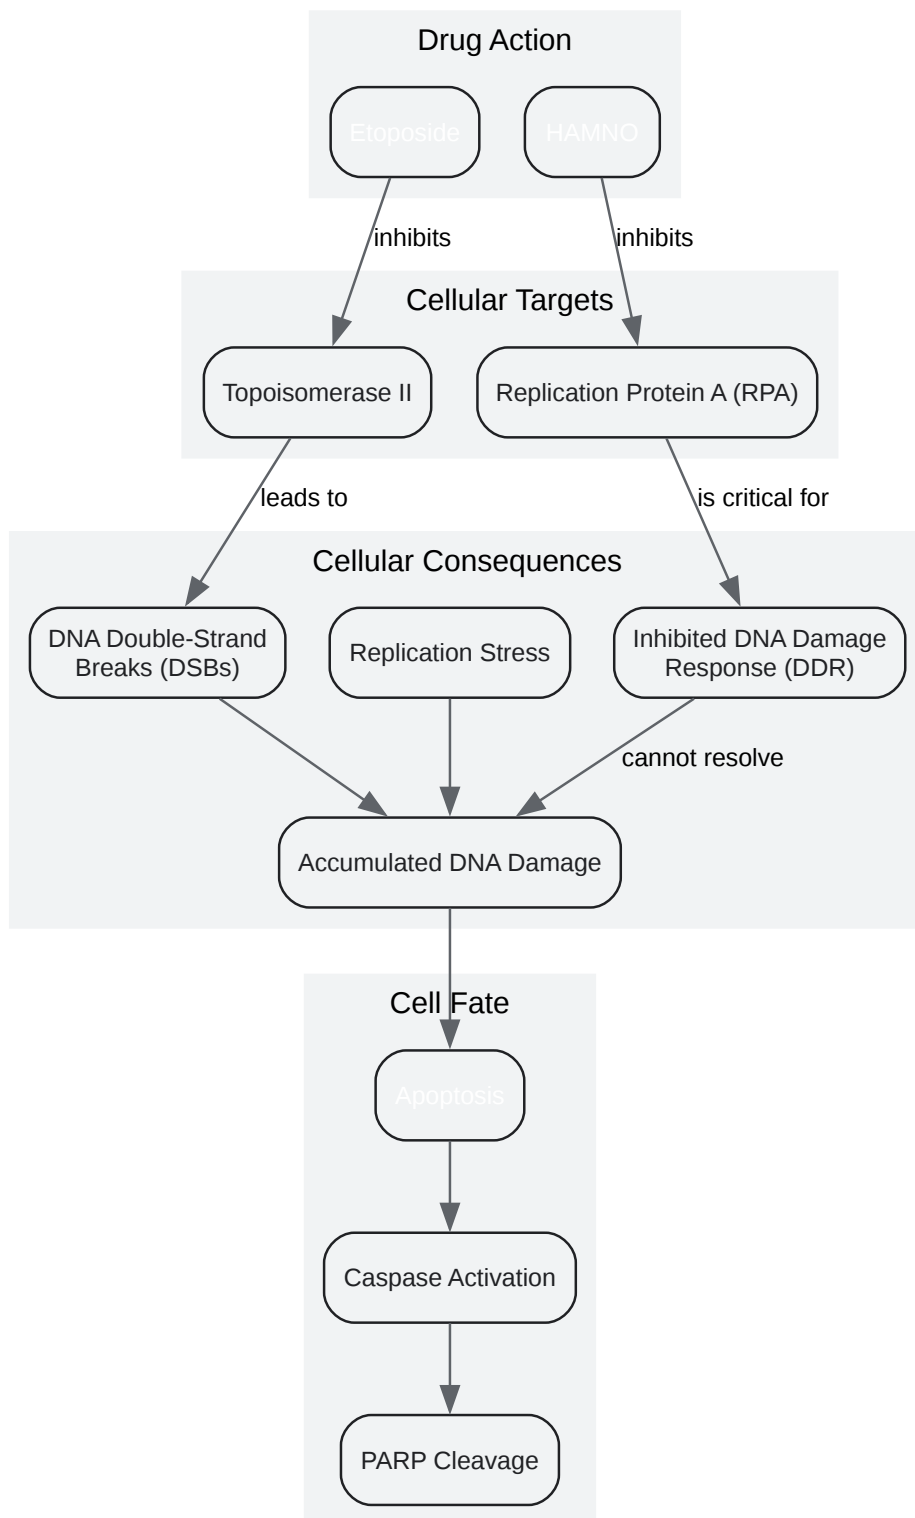 Drug Action
Etoposide
HAMNO
inhibits
inhibits
Cellular Targets
Topoisomerase II
Replication Protein A (RPA)
leads to
is critical for
Cellular Consequences
DNA Double-Strand
Breaks (DSBs)
Replication Stress
Inhibited DNA Damage
Response (DDR)
cannot resolve
Accumulated DNA Damage
Cell Fate
Apoptosis
Caspase Activation
PARP Cleavage